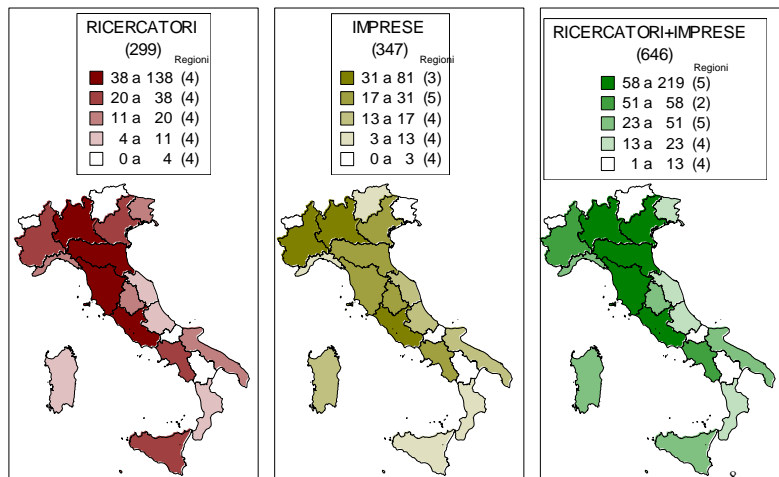 RICERCATORI
(299)
Regioni
38 a 138 (4)
20 a 38 (4)
11 a 20 (4)
4 a 11 (4)
0 a 4 (4)
IMPRESE
(347)
Regioni
31 a 81 (3)
17 a 31 (5)
13 a 17 (4)
3 a 13 (4)
0 a 3 (4)
RICERCATORI+IMPRESE
(646)
Regioni
58 a 219 (5)
51 a 58 (2)
23 a 51 (5)
13 a 23 (4)
1 a 13 (4)